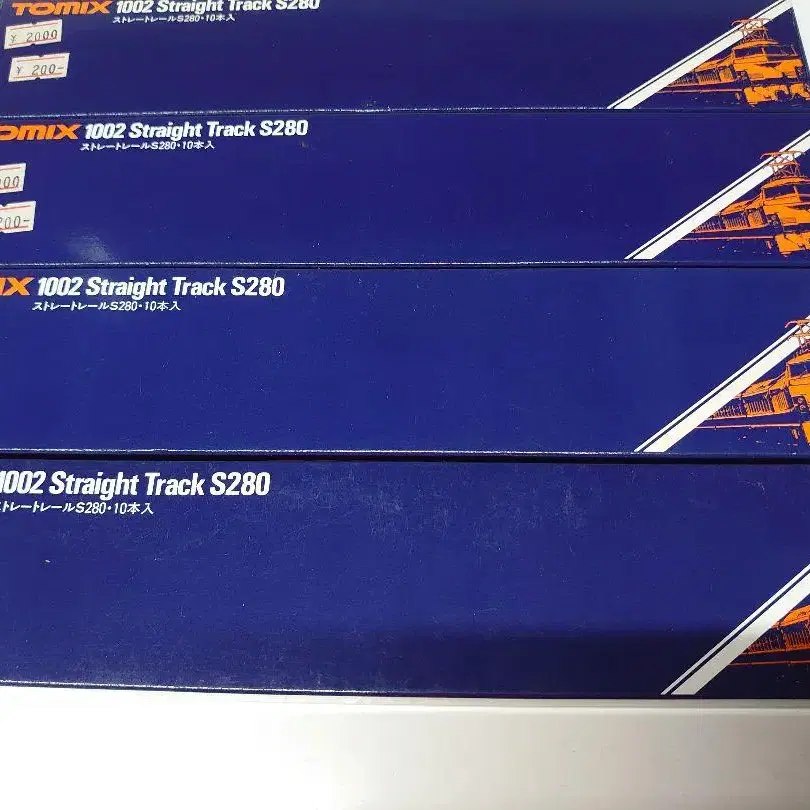 TOMIX 1002 Straight Track S280
ストレートレールS280・10本入
¥ 2000
¥ 200-
OMIX 1002 Straight Track S280
ストレートレールS280・10本入
000
200-
IX 1002 Straight Track S280
ストレートレールS280・10本入
1002 Straight Track S280
トレートレールS280・10本入